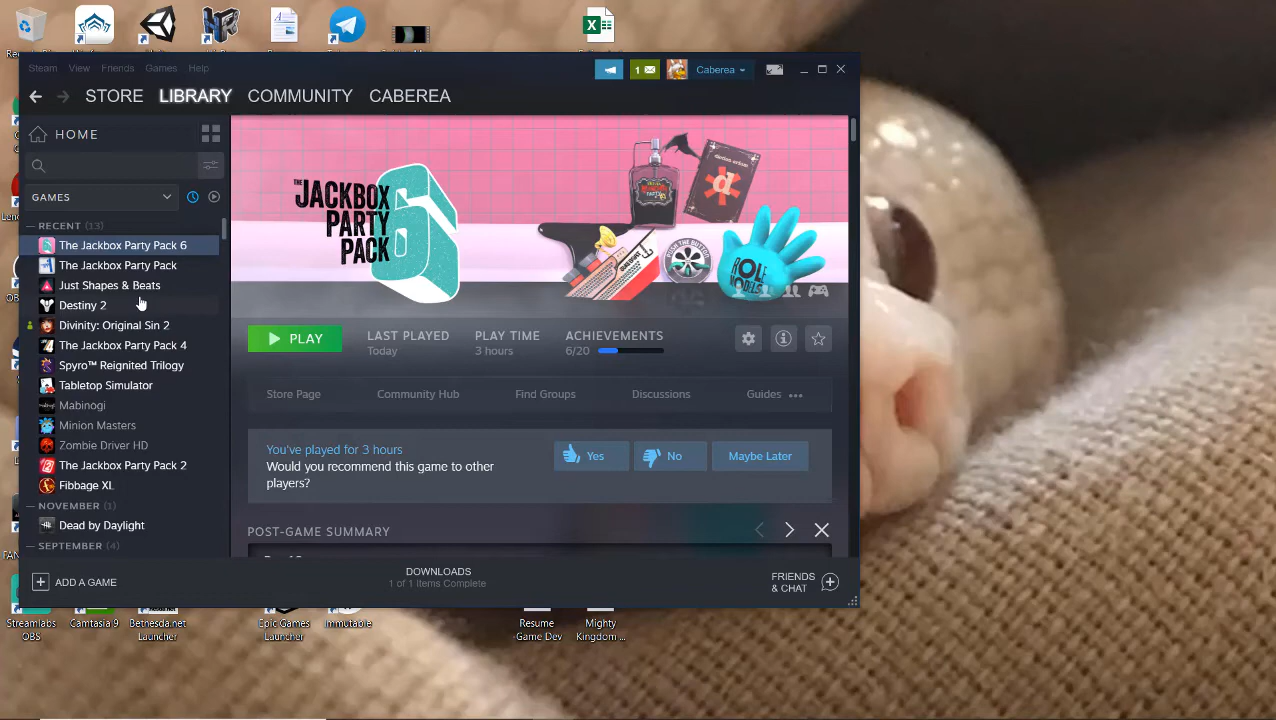 Steam View Friends Games Help
1
Caberea
STORE LIBRARY COMMUNITY CABEREA
HOME
GAMES
RECENT (13)
The Jackbox Party Pack 6
The Jackbox Party Pack
Just Shapes & Beats
Destiny 2
Divinity: Original Sin 2
The Jackbox Party Pack 4
Spyro™ Reignited Trilogy
Tabletop Simulator
Mabinogi
Minion Masters
Zombie Driver HD
The Jackbox Party Pack 2
Fibbage XL
NOVEMBER (1)
Dead by Daylight
SEPTEMBER (4)
ADD A GAME
THE JACKBOX PARTY PACK 6
d
PUSH THE BUTTON
ROLE MODELS
PLAY
LAST PLAYED
Today
PLAY TIME
3 hours
ACHIEVEMENTS
6/20
Store Page Community Hub Find Groups Discussions Guides
You've played for 3 hours
Would you recommend this game to other
players?
Yes No Maybe Later
POST-GAME SUMMARY
DOWNLOADS
1 of 1 Items Complete
FRIENDS
& CHAT
Streamlabs
OBS
Camtasia 9
Bethesda.net
Launcher
Epic Games
Launcher
Immutable
Resume
-Game Dev
Mighty
Kingdom ...